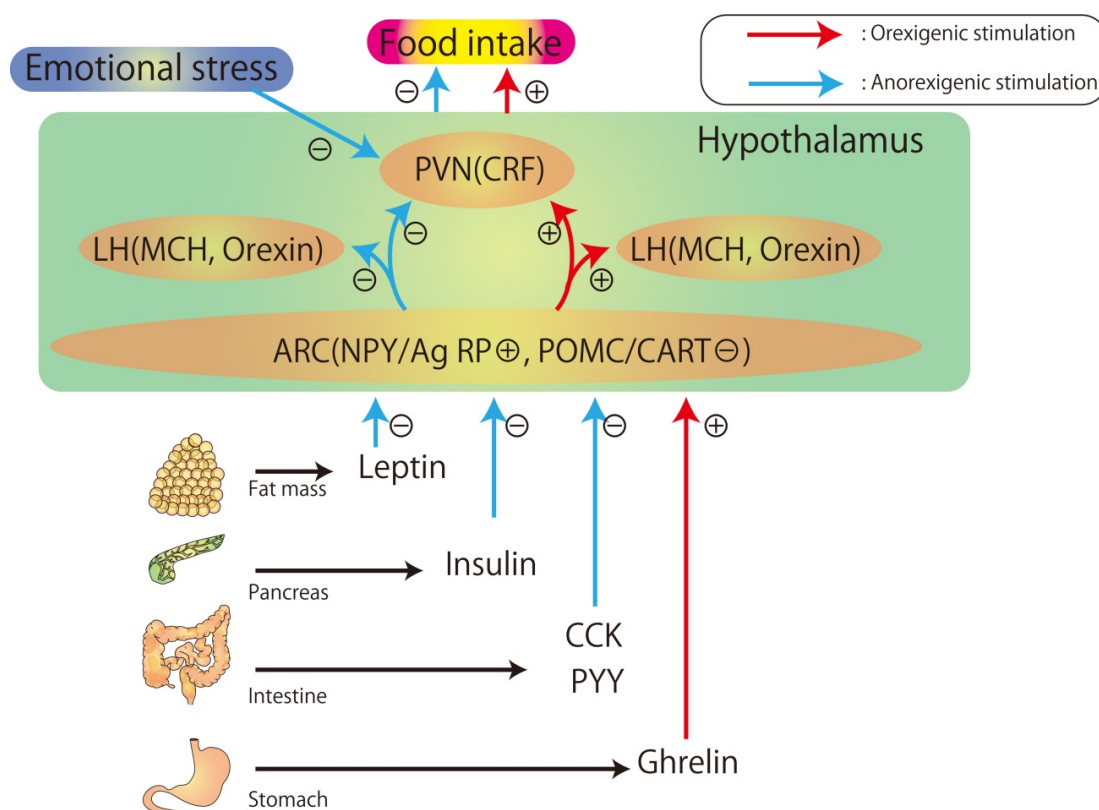 Food intake
Emotional stress
: Orexigenic stimulation
: Anorexigenic stimulation
⊖
⊕
Hypothalamus
⊖
PVN(CRF)
⊖
⊕
LH(MCH, Orexin)
LH(MCH, Orexin)
⊖
⊕
ARC(NPY/Ag RP⊕, POMC/CART⊖)
⊖
⊖
⊖
⊕
Leptin
Fat mass
Insulin
Pancreas
CCK
PYY
Intestine
Ghrelin
Stomach